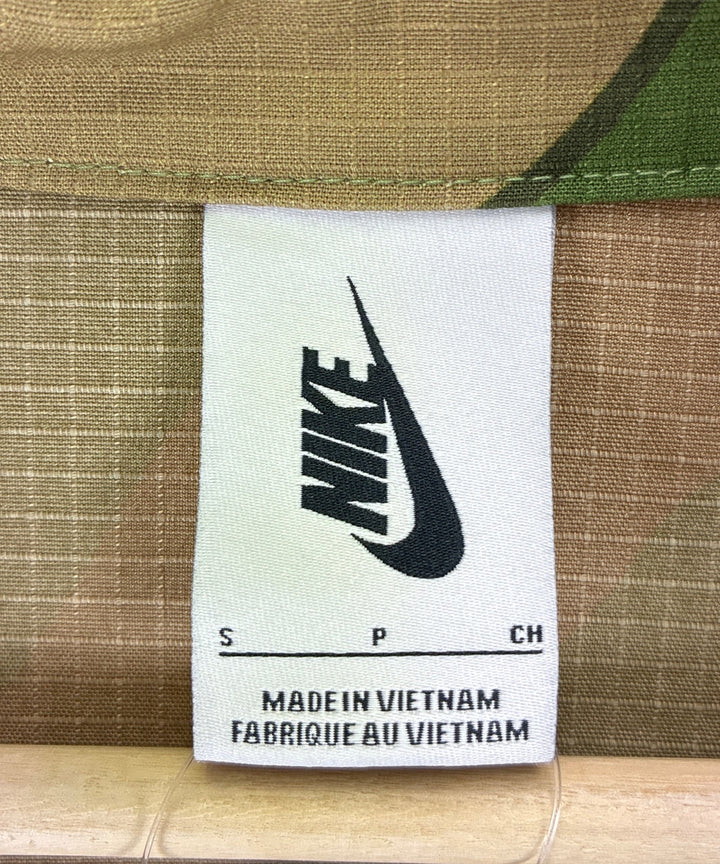 NIKE
S P CH
MADE IN VIETNAM
FABRIQUE AU VIETNAM